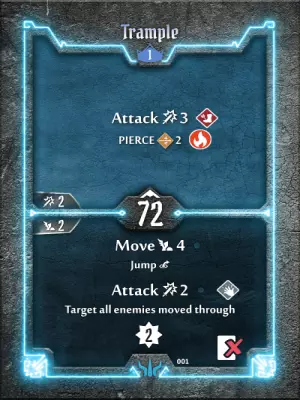 Trample
1
Attack 3
PIERCE 2
2
72
2
Move 4
Jump
Attack 2
Target all enemies moved through
2
001